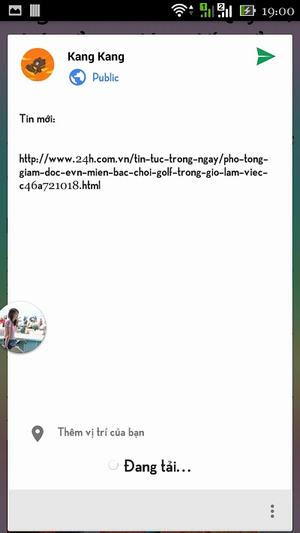 19:00
Kang Kang
Public
Tin mới:
http://www.24h.com.vn/tin-tuc-trong-ngay/pho-tong-
giam-doc-evn-mien-bac-choi-golf-trong-gio-lam-viec-
c46a721018.html
Thêm vị trí của bạn
Đang tải...